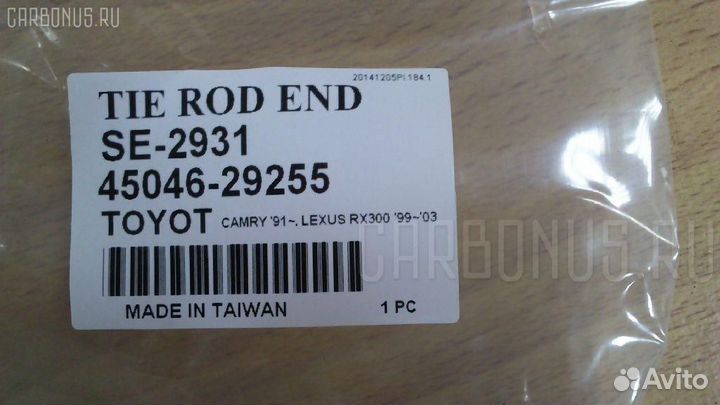 CARBONUS.RU
20141205PI.184.1
TIE ROD END
SE-2931
45046-29255
TOYOT CAMRY '91~. LEXUS RX300 '99~'03
CARBONUS.RU
MADE IN TAIWAN 1 PC
Avito